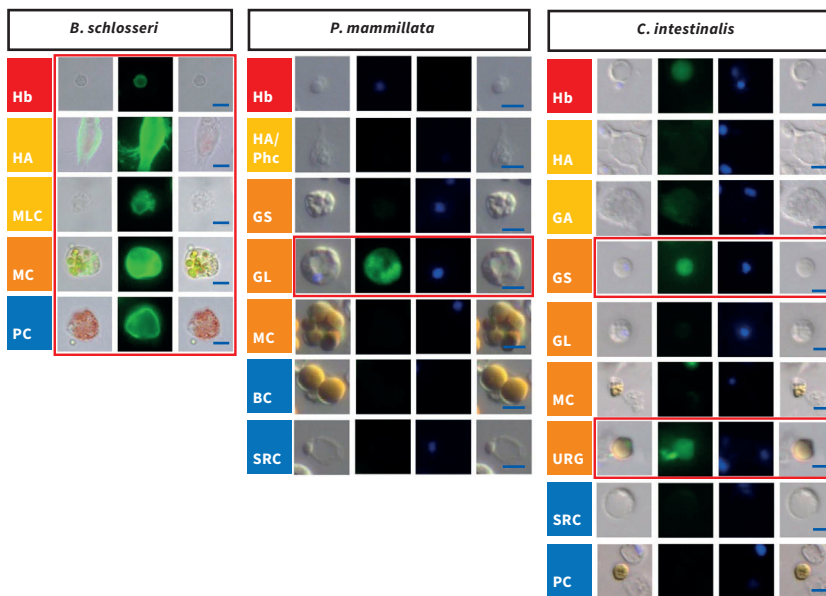 B. schlosseri
Hb
HA
MLC
MC
PC
P. mammillata
Hb
HA/
Phc
GS
GL
MC
BC
SRC
C. intestinalis
Hb
HA
GA
GS
GL
MC
URG
SRC
PC